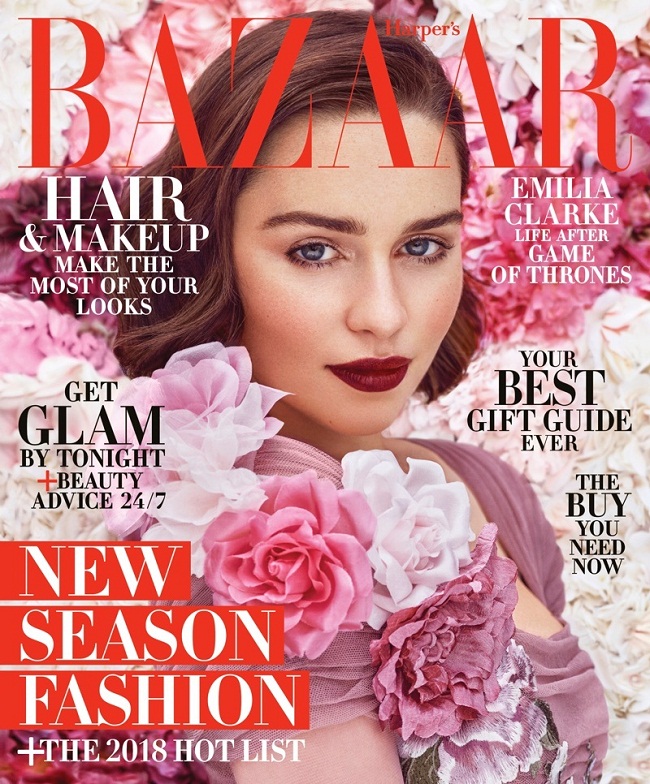 Harper's
BAZAAR
HAIR
& MAKEUP
MAKE THE
MOST OF YOUR
LOOKS
EMILIA
CLARKE
LIFE AFTER
GAME
OF THRONES
GET
GLAM
BY TONIGHT
+BEAUTY
ADVICE 24/7
YOUR
BEST
GIFT GUIDE
EVER
THE
BUY
YOU
NEED
NOW
NEW
SEASON
FASHION
+THE 2018 HOT LIST